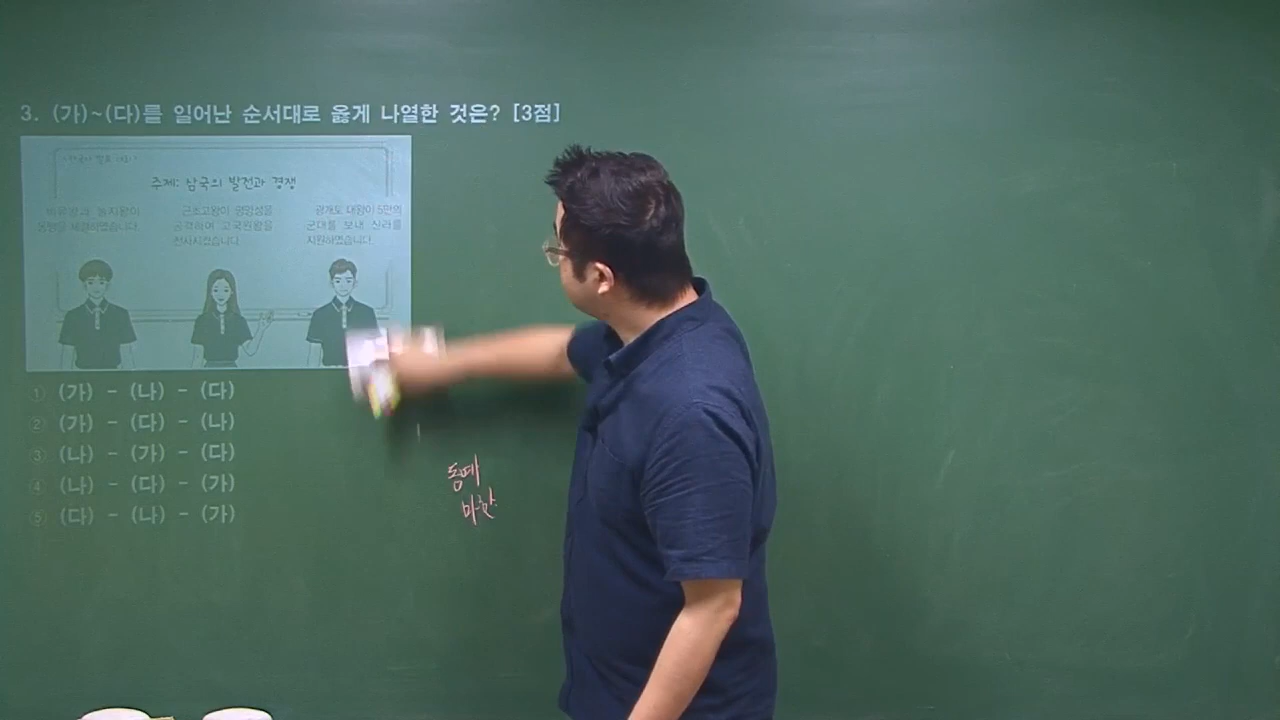 3. (가)~(다)를 일어난 순서대로 옳게 나열한 것은? [3점]
주제: 삼국의 발전과 경쟁
비유왕과 눌지왕이
동맹을 체결하였습니다.
근초고왕이 평양성을
공격하여 고국원왕을
전사시켰습니다.
광개토 대왕이 5만의
군대를 보내 신라를
지원하였습니다.
① (가) - (나) - (다)
② (가) - (다) - (나)
③ (나) - (가) - (다)
④ (나) - (다) - (가)
⑤ (다) - (나) - (가)
마한